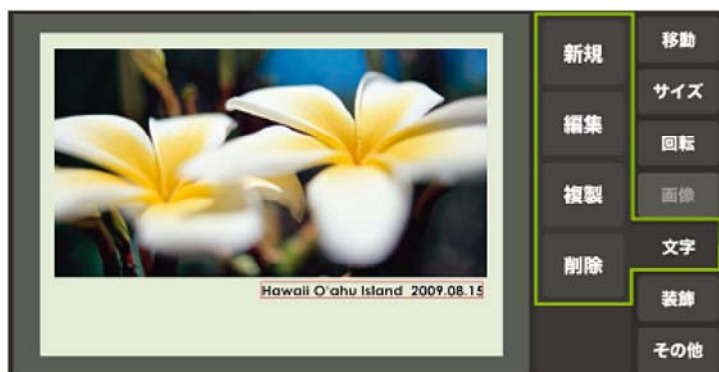 Hawaii O'ahu Island 2009.08.15
新規
編集
複製
削除
移動
サイズ
回転
画像
文字
装飾
その他